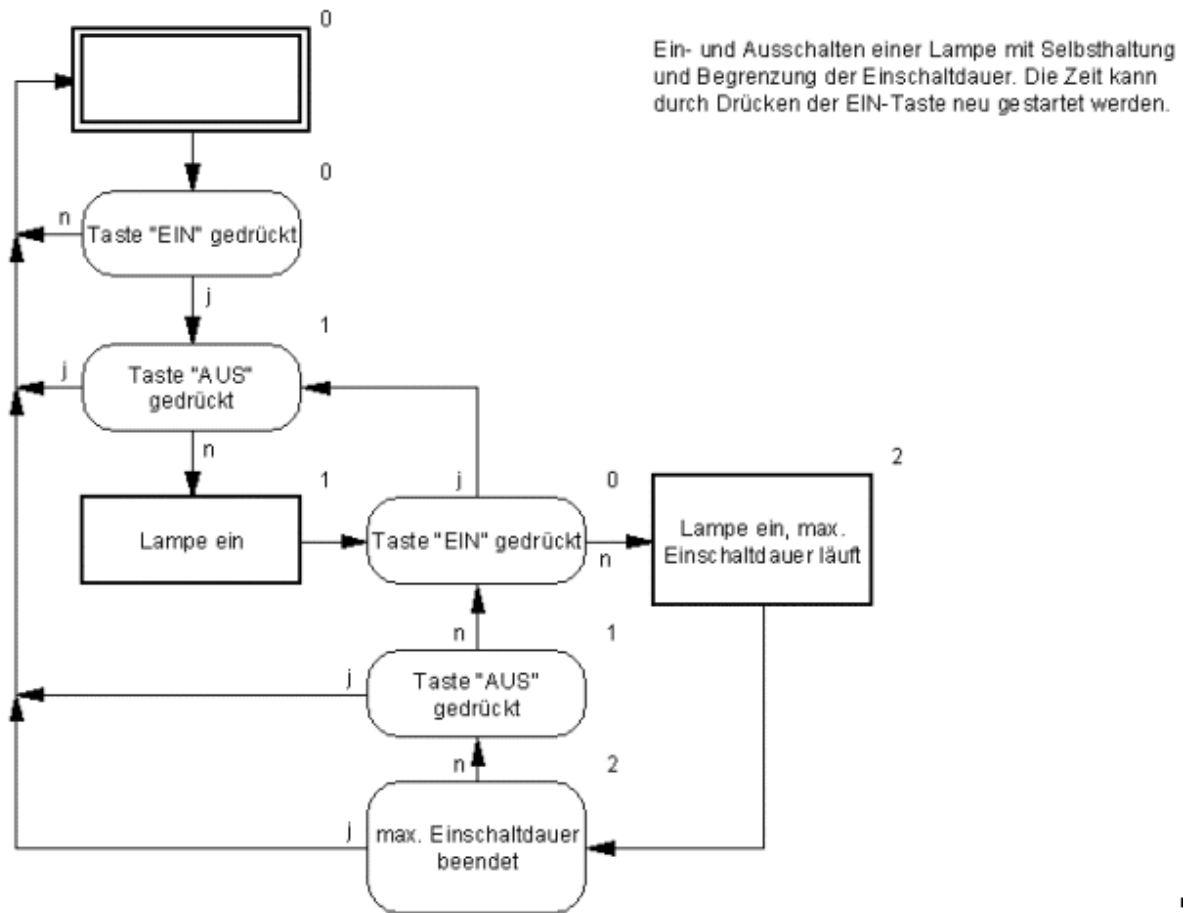 0
Ein- und Ausschalten einer Lampe mit Selbsthaltung
und Begrenzung der Einschaltdauer. Die Zeit kann
durch Drücken der EIN-Taste neu gestartet werden.
0
n
Taste "EIN" gedrückt
j
1
j
Taste "AUS"
gedrückt
n
1
Lampe ein
j
Taste "EIN" gedrückt
0
n
2
Lampe ein, max.
Einschaltdauer läuft
n
1
j
Taste "AUS"
gedrückt
n
2
j
max. Einschaltdauer
beendet